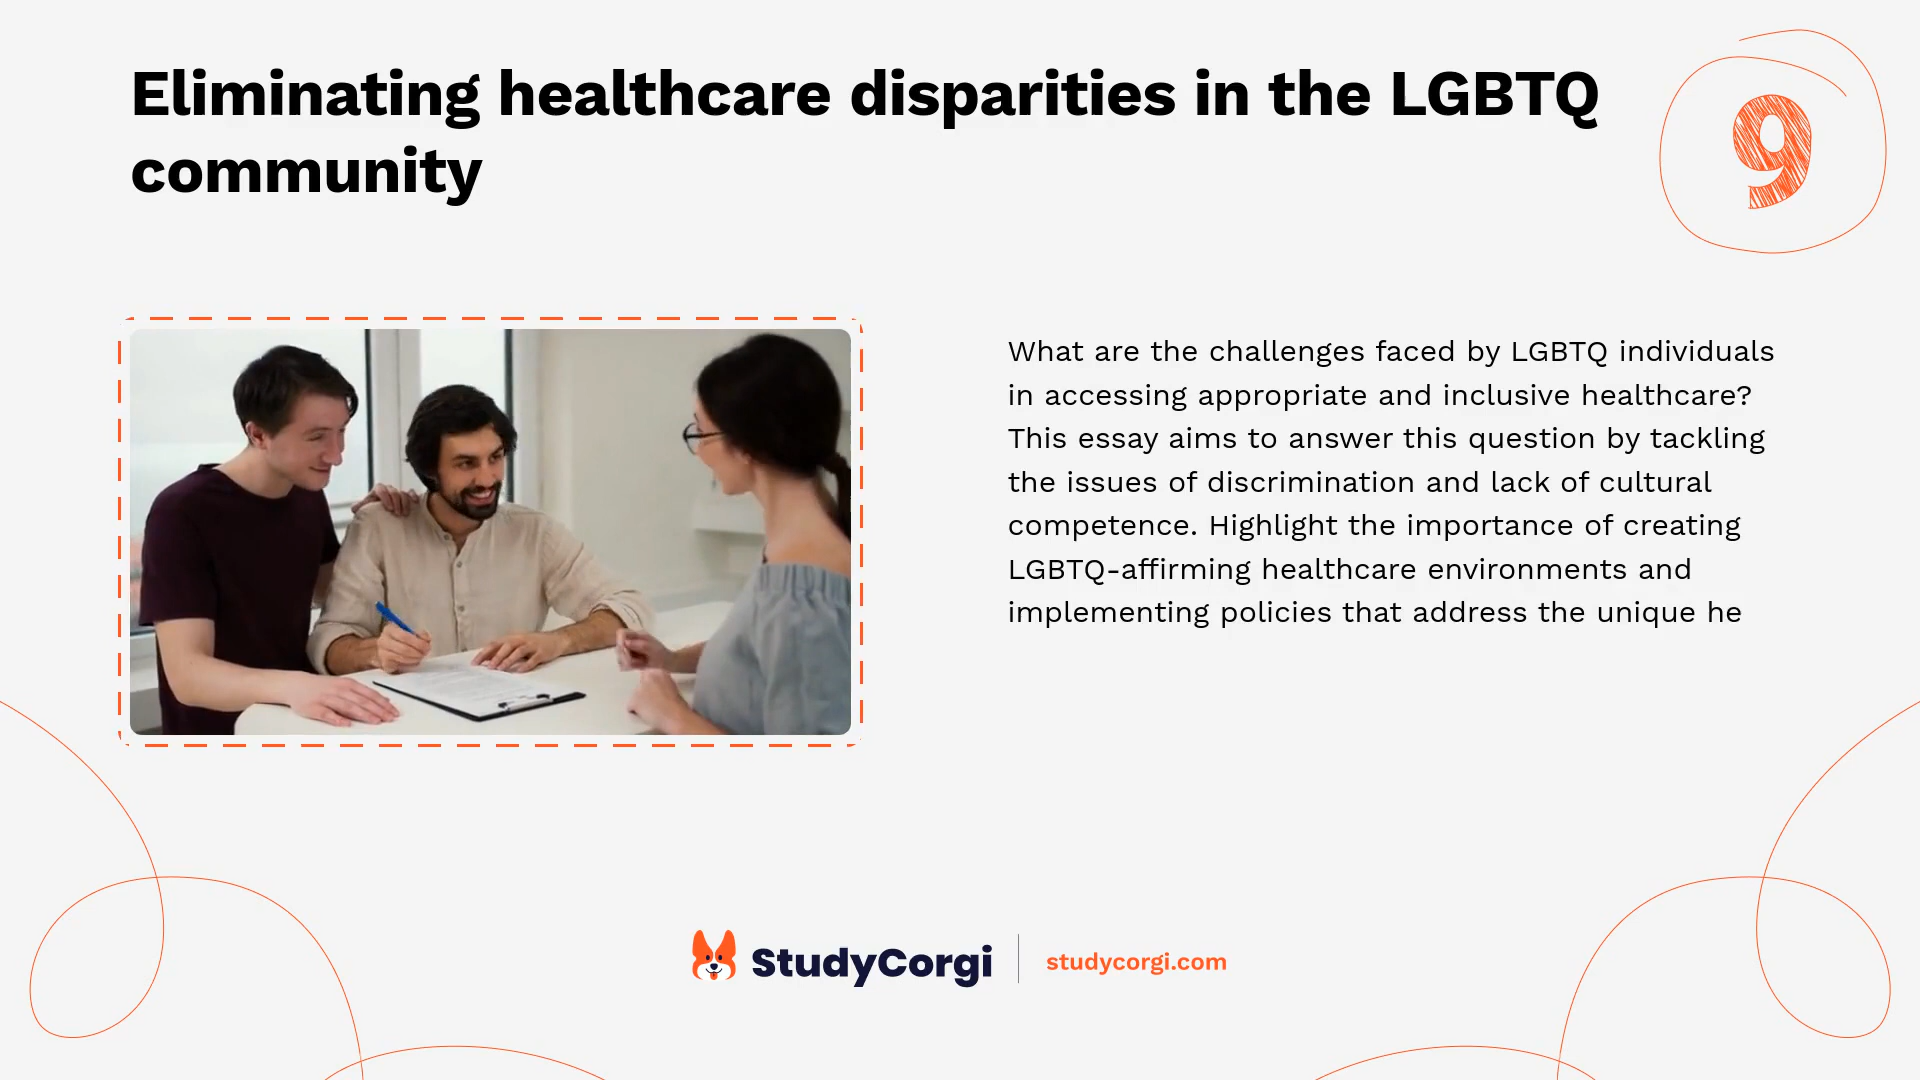 Eliminating healthcare disparities in the LGBTQ
community
9
What are the challenges faced by LGBTQ individuals
in accessing appropriate and inclusive healthcare?
This essay aims to answer this question by tackling
the issues of discrimination and lack of cultural
competence. Highlight the importance of creating
LGBTQ-affirming healthcare environments and
implementing policies that address the unique he
StudyCorgi
studycorgi.com